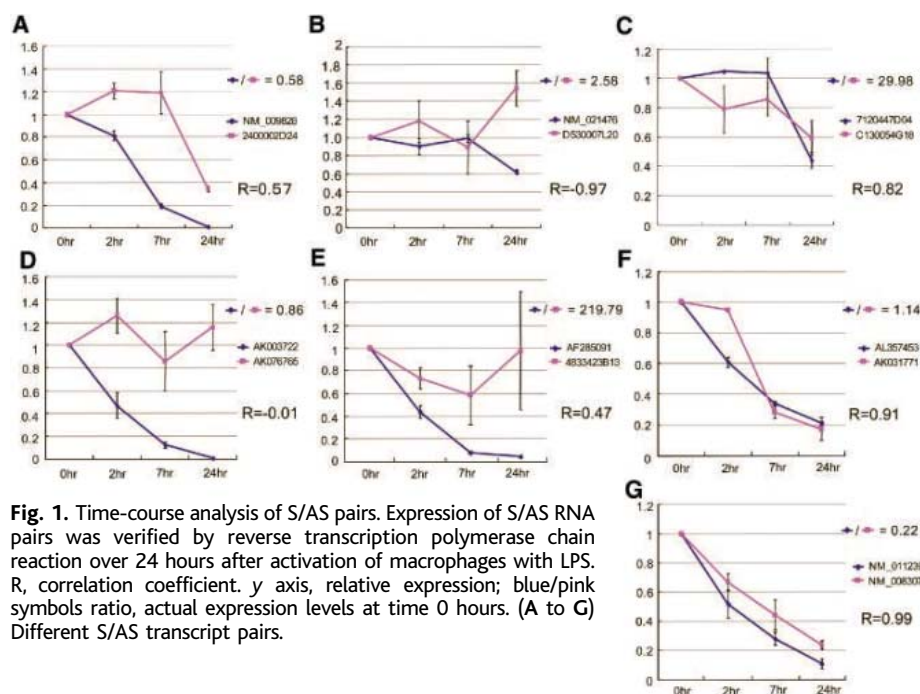 A
1.6
1.4
1.2
1
0.8
0.6
0.4
0.2
0
0hr 2hr 7hr 24hr
/ = 0.58
NM_009828
2400002D24
R=0.57
B
2
1.8
1.6
1.4
1.2
1.0
0.8
0.6
0.4
0.2
0
0hr 2hr 7hr 24hr
/ = 2.58
NM_021476
D530007L20
R=-0.97
C
1.2
1
0.8
0.6
0.4
0.2
0
0hr 2hr 7hr 24hr
/ = 29.98
7120447D04
C130054G18
R=0.82
D
1.6
1.4
1.2
1
0.8
0.6
0.4
0.2
0
0hr 2hr 7hr 24hr
/ = 0.86
AK003722
AK076765
R=-0.01
E
1.6
1.4
1.2
1
0.8
0.6
0.4
0.2
0
0hr 2hr 7hr 24hr
/ = 219.79
AF285091
4833423B13
R=0.47
F
1.2
1
0.8
0.6
0.4
0.2
0
0hr 2hr 7hr 24hr
/ = 1.14
AL357453
AK031771
R=0.91
Fig. 1. Time-course analysis of S/AS pairs. Expression of S/AS RNA
pairs was verified by reverse transcription polymerase chain
reaction over 24 hours after activation of macrophages with LPS.
R, correlation coefficient. y axis, relative expression; blue/pink
symbols ratio, actual expression levels at time 0 hours. (A to G)
Different S/AS transcript pairs.
G
1.2
1
0.8
0.6
0.4
0.2
0
0hr 2hr 7hr 24hr
/ = 0.22
R=0.99